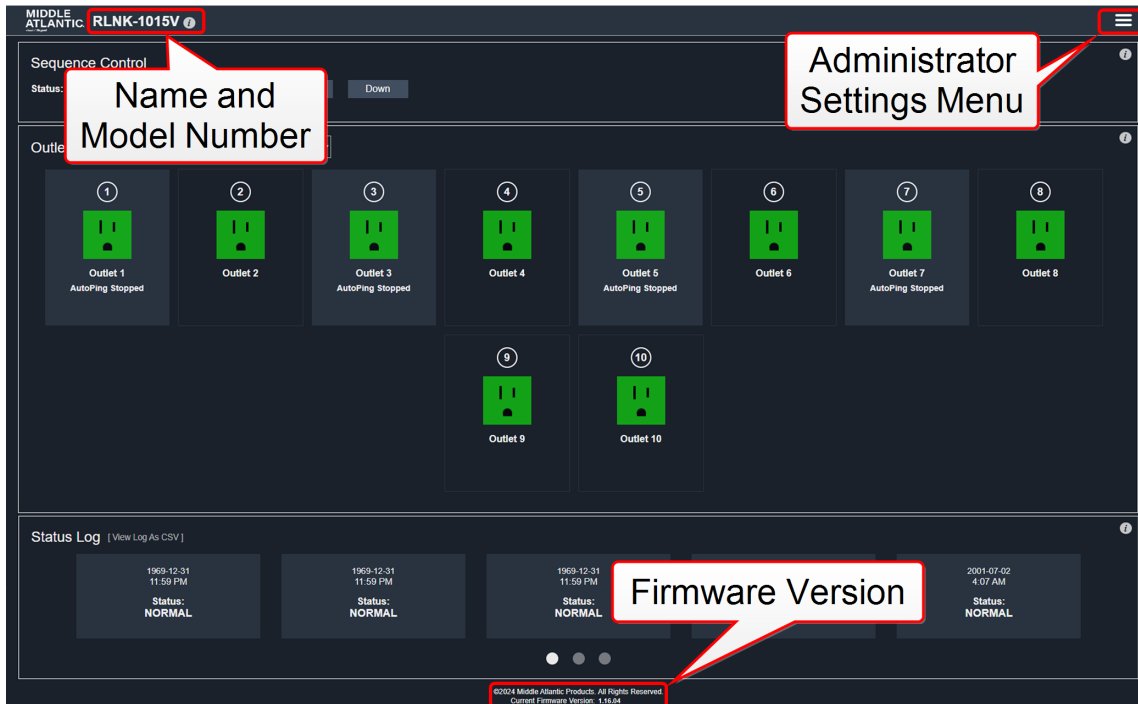 MIDDLE
ATLANTIC. RLNK-1015V i
Administrator
Settings Menu
Sequence Control i
Status:
Down
Name and
Model Number
i
1 2 3 4 5 6 7 8
Outlet 1 Outlet 2 Outlet 3 Outlet 4 Outlet 5 Outlet 6 Outlet 7 Outlet 8
AutoPing Stopped AutoPing Stopped AutoPing Stopped AutoPing Stopped
9 10
Outlet 9 Outlet 10
Status Log [ View Log As CSV ] i
1969-12-31 1969-12-31 1969-12-31 2001-07-02
11:59 PM 11:59 PM 11:59 PM 4:07 AM
Status: Status: Status: Status:
NORMAL NORMAL NORMAL NORMAL
Firmware Version
©2024 Middle Atlantic Products. All Rights Reserved.
Current Firmware Version: 1.16.04